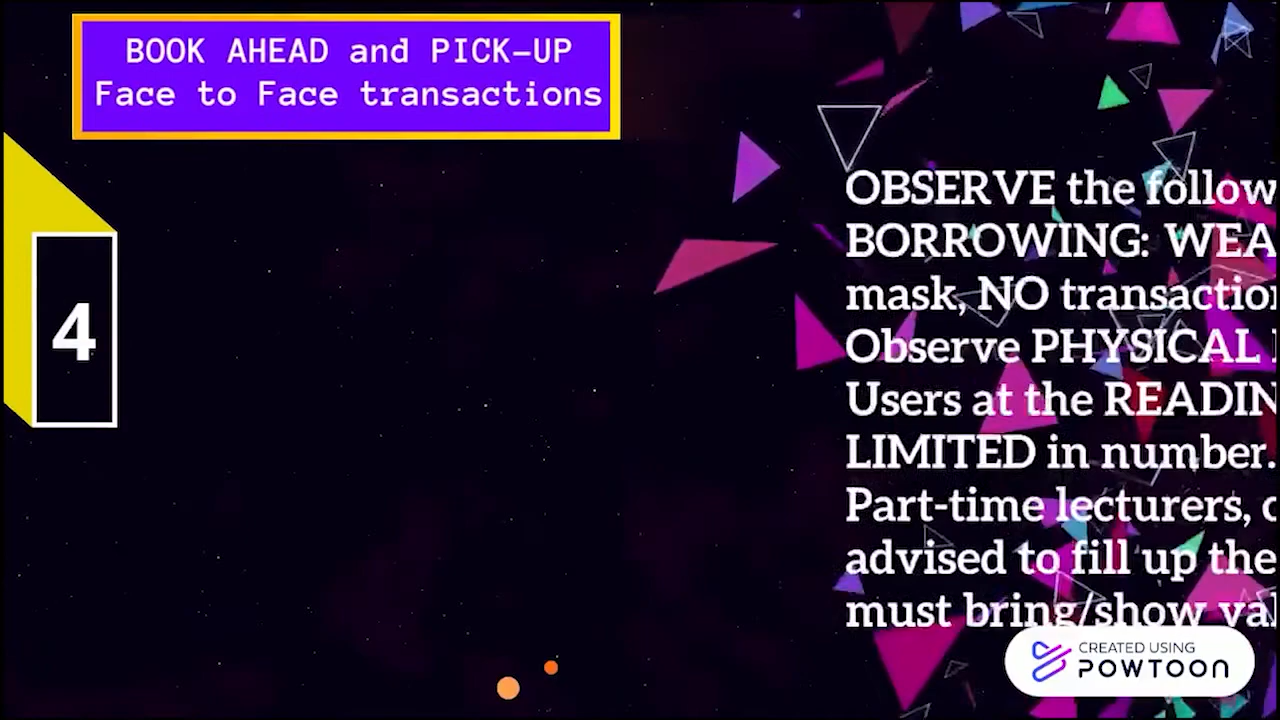 BOOK AHEAD and PICK-UP
Face to Face transactions
4
OBSERVE the follow
BORROWING: WEA
mask, NO transaction
Observe PHYSICAL
Users at the READIN
LIMITED in number.
Part-time lecturers,
advised to fill up the
must bring/show val
CREATED USING
POWTOON